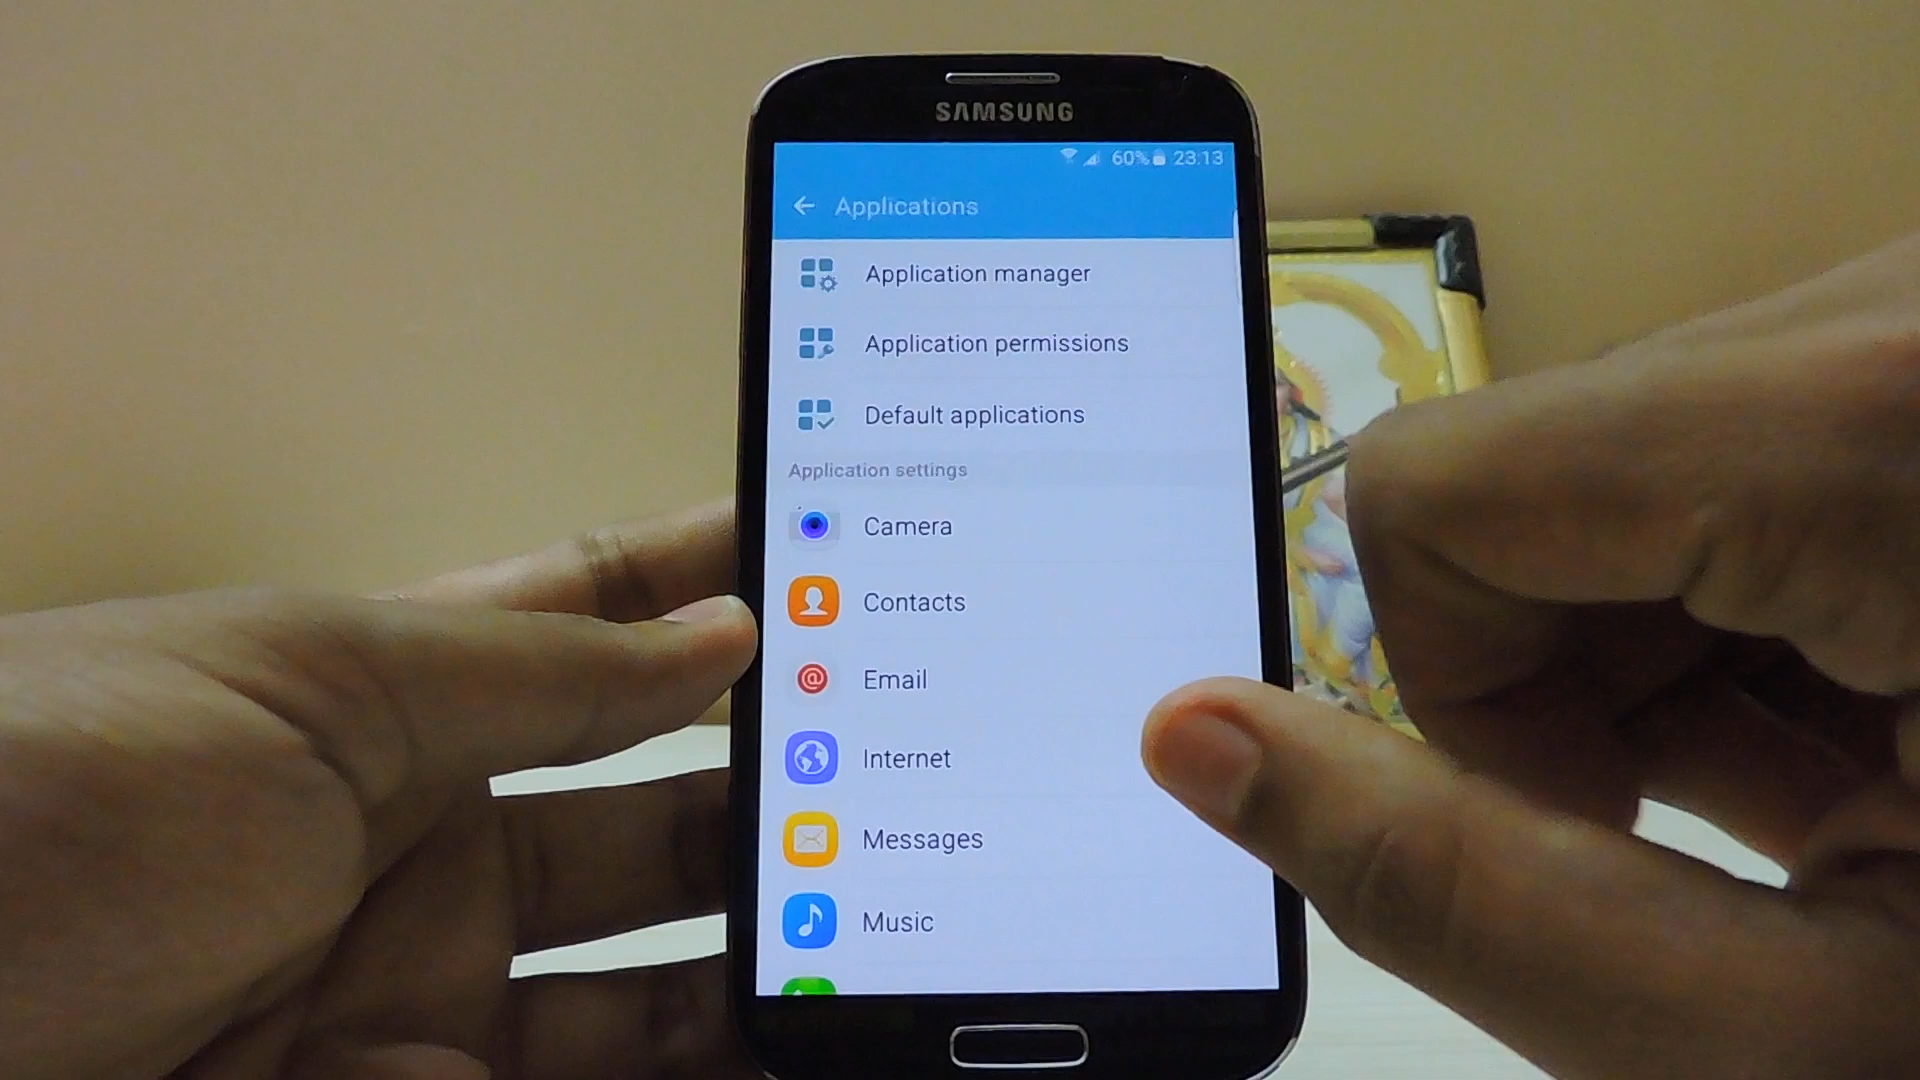 SAMSUNG
60% 23:13
Applications
Application manager
Application permissions
Default applications
Application settings
Camera
Contacts
Email
Internet
Messages
Music